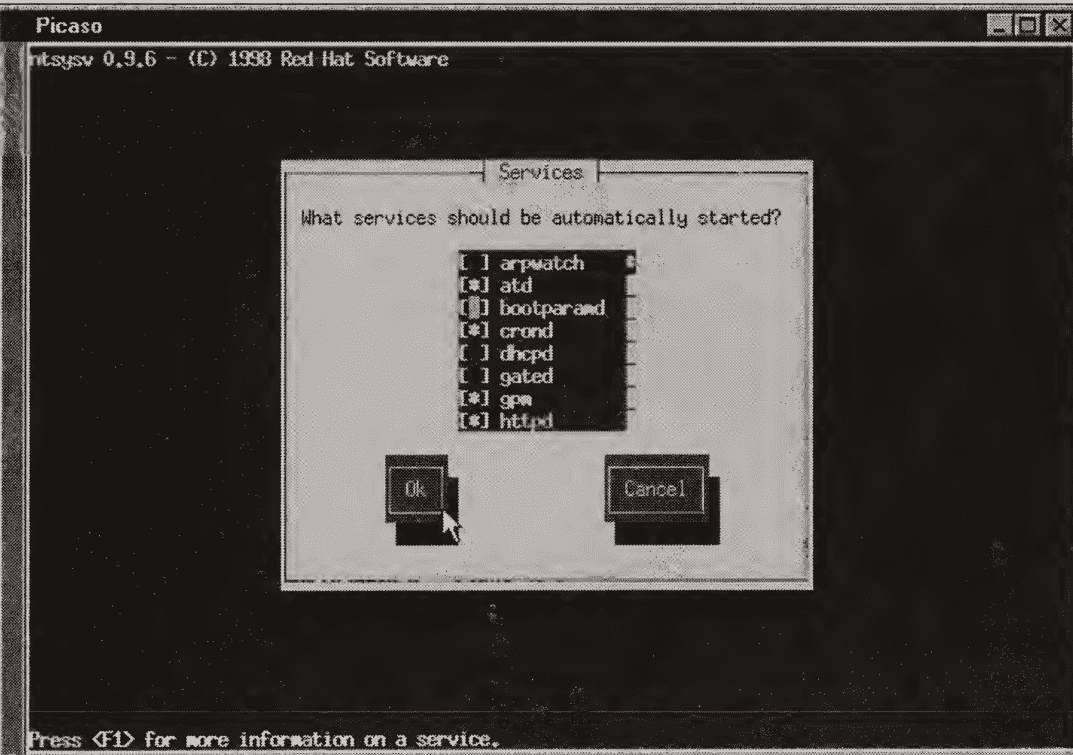 Picaso
ntsysv 0.9.6 - (C) 1998 Red Hat Software
Services
What services should be automatically started?
[ ] arpwatch
[*] atd
[ ] bootparamd
[*] crond
[ ] dhcpd
[ ] gated
[*] gpm
[*] httpd
Ok Cancel
Press <F1> for more information on a service.